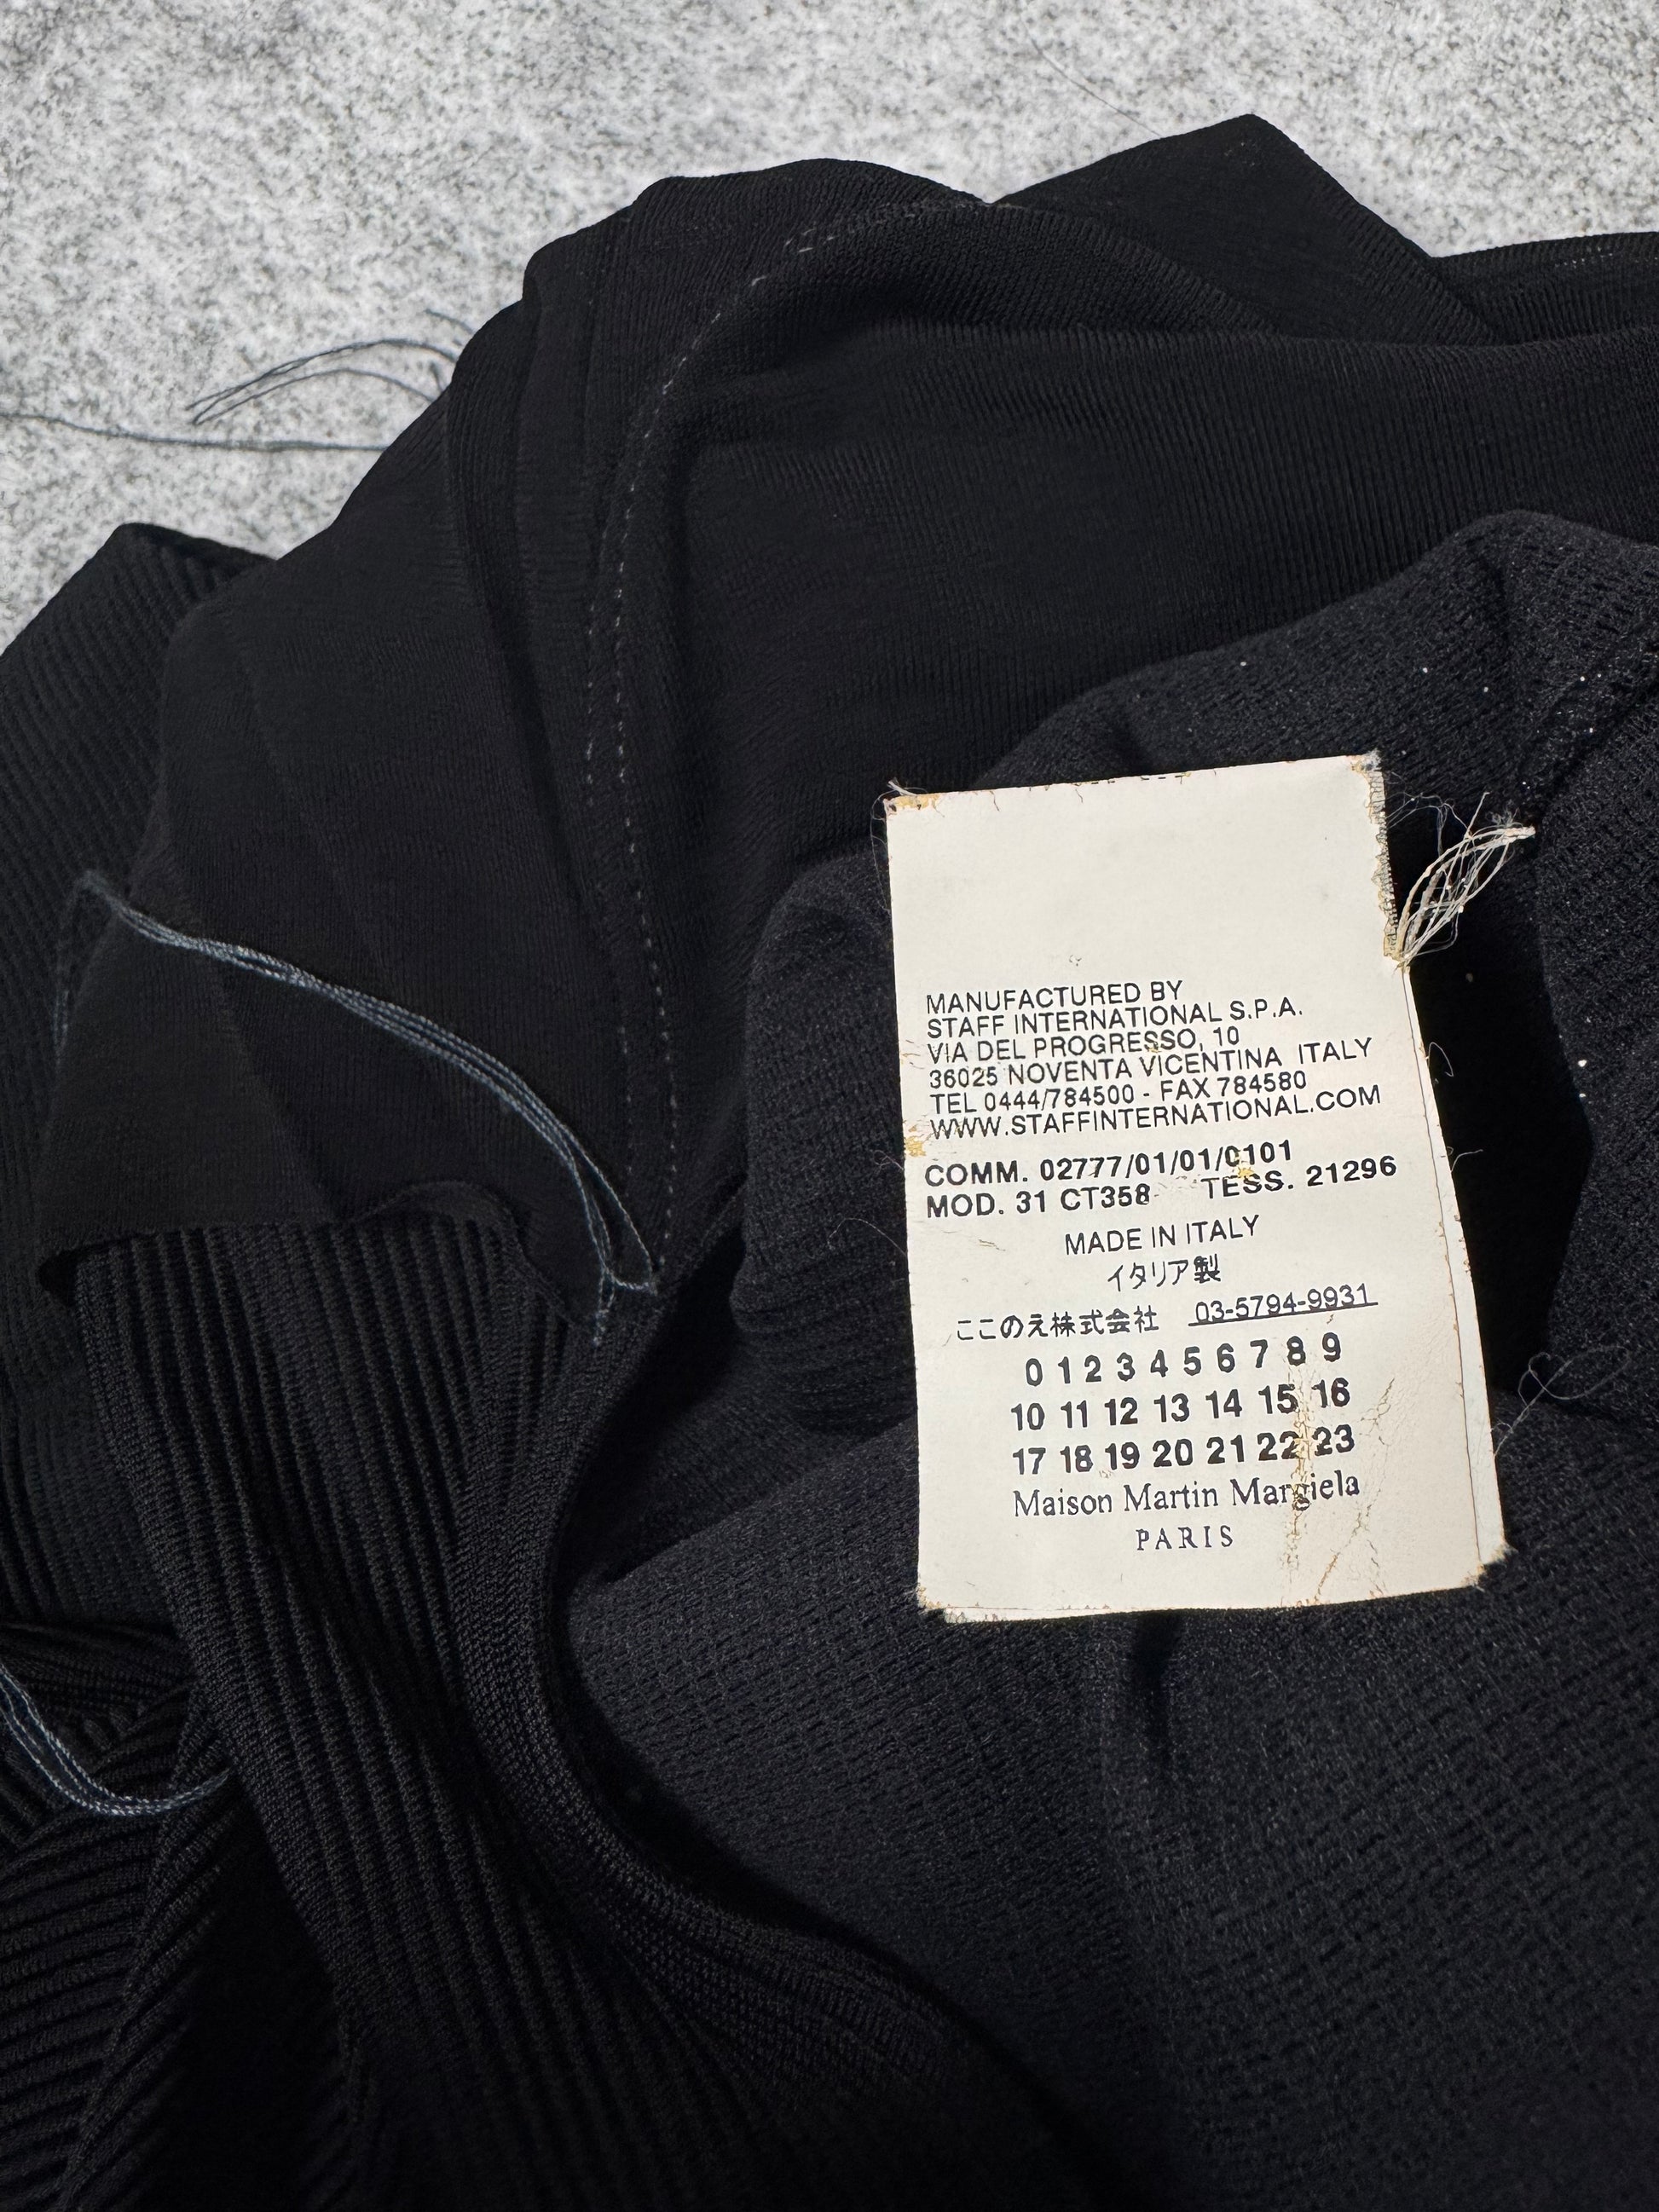 MANUFACTURED BY
STAFF INTERNATIONAL S.P.A.
VIA DEL PROGRESSO, 10
36025 NOVENTA VICENTINA ITALY
TEL 0444/784500 - FAX 784580
WWW.STAFFINTERNATIONAL.COM
COMM. 02777/01/01/0101
MOD. 31 CT358 TESS. 21296
MADE IN ITALY
イタリア製
ここのえ株式会社 03-5794-9931
0 1 2 3 4 5 6 7 8 9
10 11 12 13 14 15 16
17 18 19 20 21 22 23
Maison Martin Margiela
PARIS